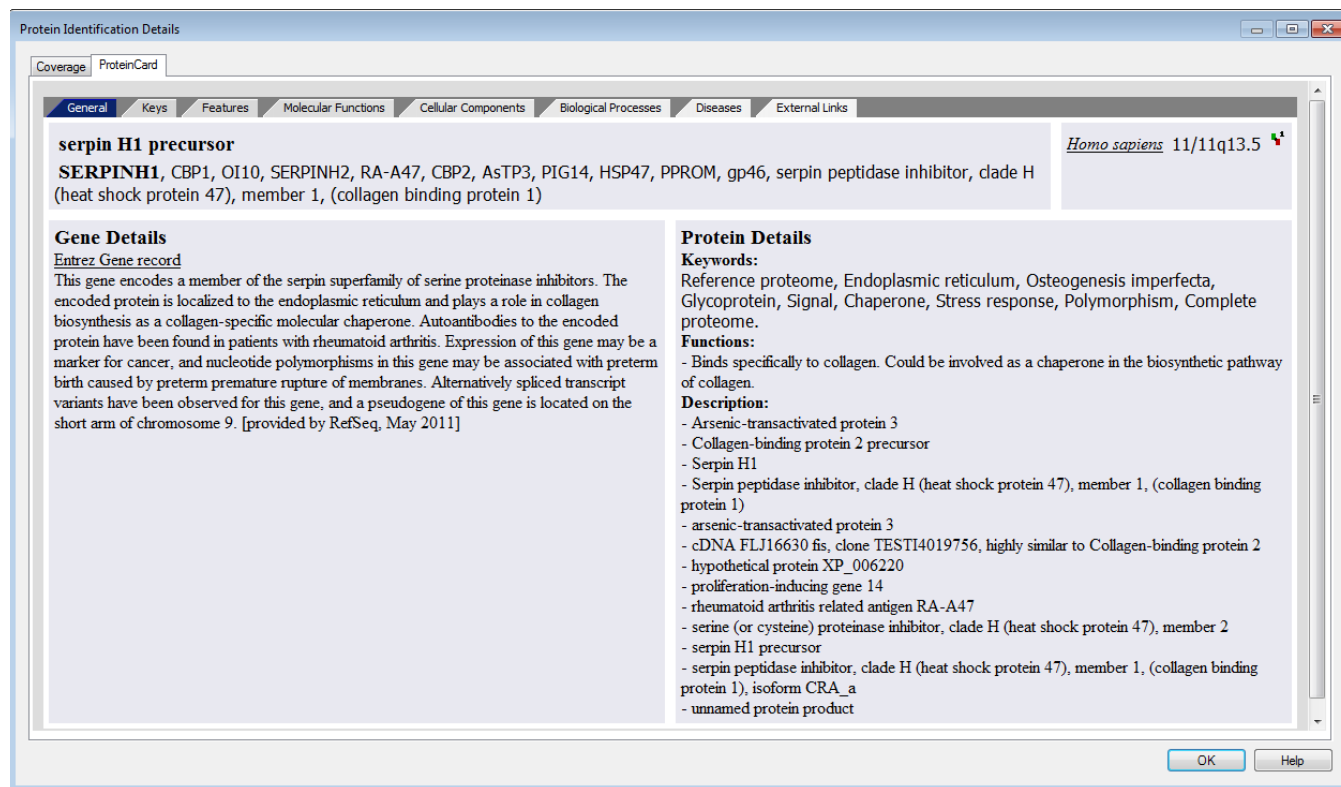 Protein Identification Details
Coverage
ProteinCard
General
Keys
Features
Molecular Functions
Cellular Components
Biological Processes
Diseases
External Links
serpin H1 precursor
SERPINH1, CBP1, OI10, SERPINH2, RA-A47, CBP2, AsTP3, PIG14, HSP47, PPROM, gp46, serpin peptidase inhibitor, clade H
(heat shock protein 47), member 1, (collagen binding protein 1)
Homo sapiens 11/11q13.5
1
Gene Details
Entrez Gene record
This gene encodes a member of the serpin superfamily of serine proteinase inhibitors. The
encoded protein is localized to the endoplasmic reticulum and plays a role in collagen
biosynthesis as a collagen-specific molecular chaperone. Autoantibodies to the encoded
protein have been found in patients with rheumatoid arthritis. Expression of this gene may be a
marker for cancer, and nucleotide polymorphisms in this gene may be associated with preterm
birth caused by preterm premature rupture of membranes. Alternatively spliced transcript
variants have been observed for this gene, and a pseudogene of this gene is located on the
short arm of chromosome 9. [provided by RefSeq, May 2011]
Protein Details
Keywords:
Reference proteome, Endoplasmic reticulum, Osteogenesis imperfecta,
Glycoprotein, Signal, Chaperone, Stress response, Polymorphism, Complete
proteome.
Functions:
- Binds specifically to collagen. Could be involved as a chaperone in the biosynthetic pathway
of collagen.
Description:
- Arsenic-transactivated protein 3
- Collagen-binding protein 2 precursor
- Serpin H1
- Serpin peptidase inhibitor, clade H (heat shock protein 47), member 1, (collagen binding
protein 1)
- arsenic-transactivated protein 3
- cDNA FLJ16630 fis, clone TESTI4019756, highly similar to Collagen-binding protein 2
- hypothetical protein XP_006220
- proliferation-inducing gene 14
- rheumatoid arthritis related antigen RA-A47
- serine (or cysteine) proteinase inhibitor, clade H (heat shock protein 47), member 2
- serpin H1 precursor
- serpin peptidase inhibitor, clade H (heat shock protein 47), member 1, (collagen binding
protein 1), isoform CRA_a
- unnamed protein product
OK
Help